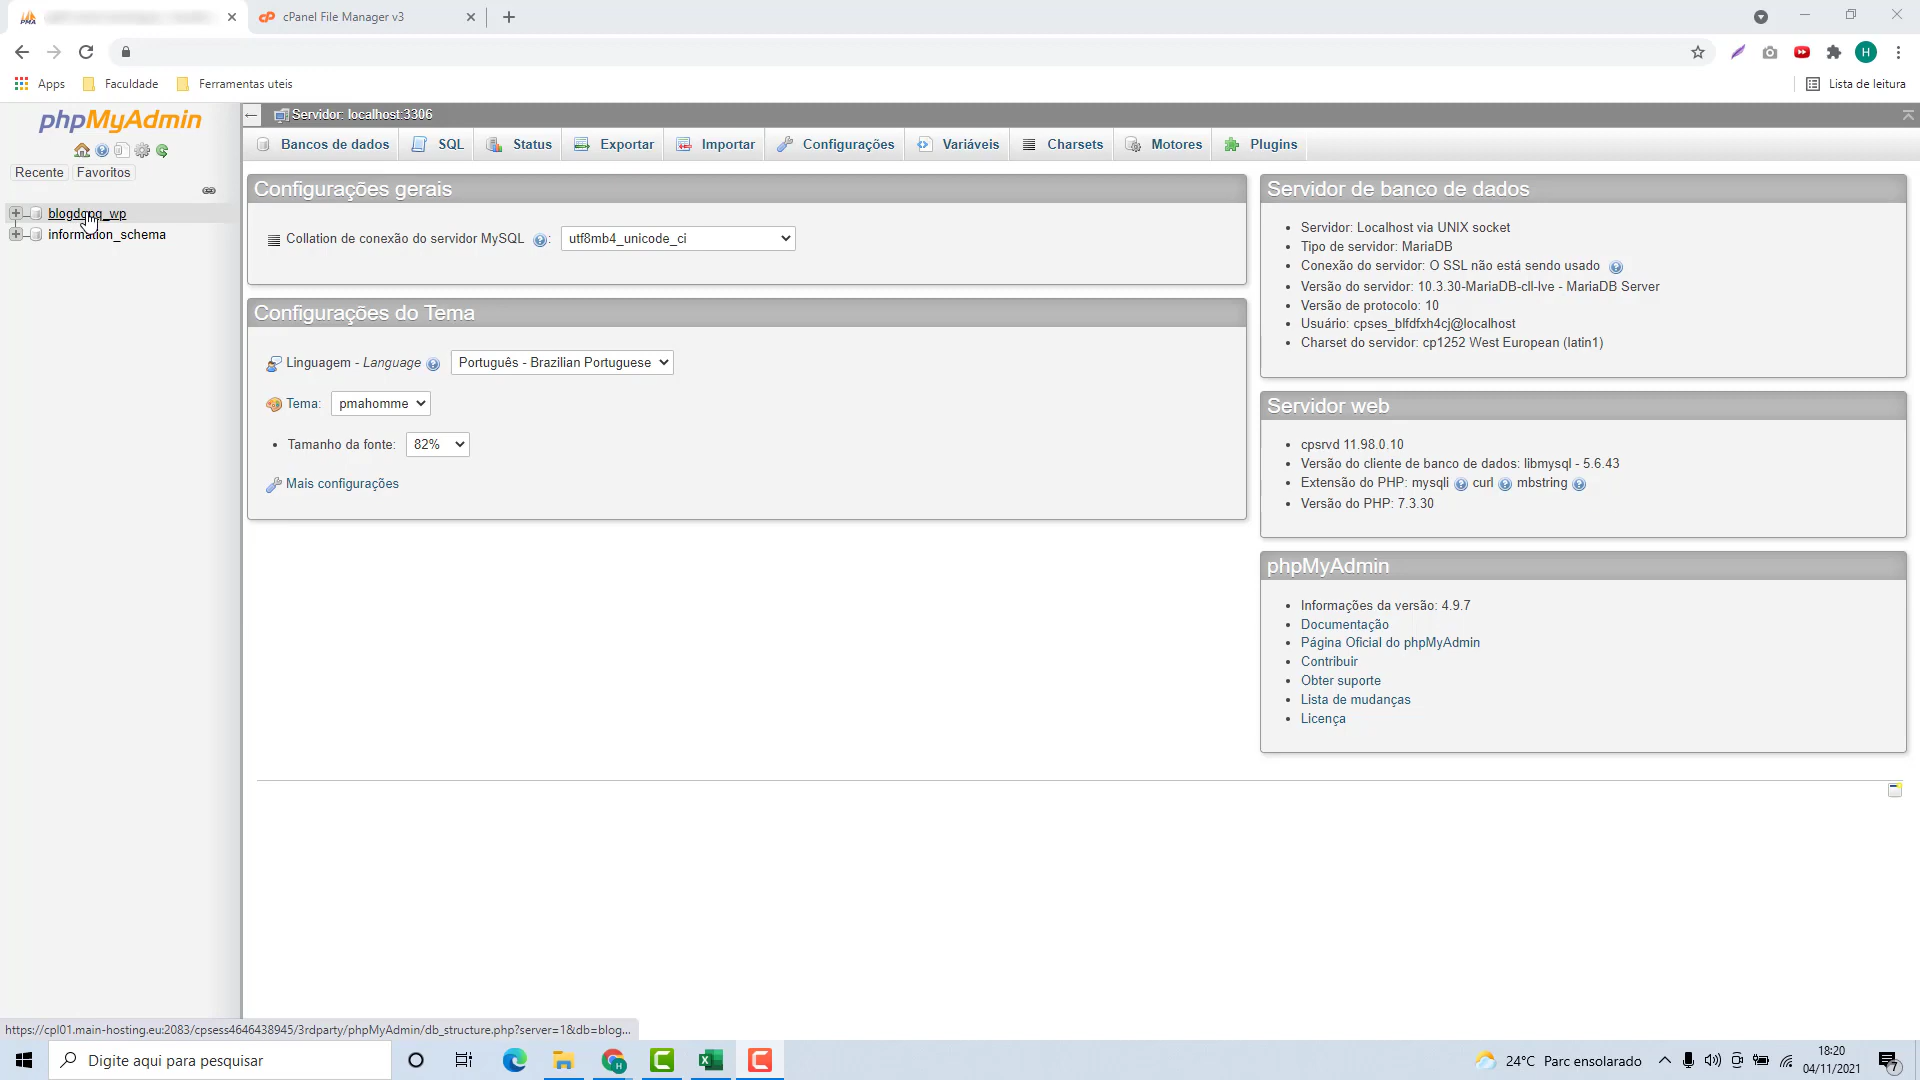 cPanel File Manager v3
H
Apps
Faculdade
Ferramentas uteis
Lista de leitura
phpMyAdmin
Recente
Favoritos
information_schema
Servidor: localhost:3306
Bancos de dados
SQL
Status
Exportar
Importar
Configurações
Variáveis
Charsets
Motores
Plugins
Configurações gerais
Collation de conexão do servidor MySQL
:
utf8mb4_unicode_ci
Configurações do Tema
Linguagem - Language
Português - Brazilian Portuguese
Tema:
pmahomme
Tamanho da fonte:
82%
Mais configurações
Servidor de banco de dados
Servidor: Localhost via UNIX socket
Tipo de servidor: MariaDB
Conexão do servidor: O SSL não está sendo usado
Versão do servidor: 10.3.30-MariaDB-cll-lve - MariaDB Server
Versão de protocolo: 10
Usuário: cpses_blfdfxh4cj@localhost
Charset do servidor: cp1252 West European (latin1)
Servidor web
cpsrvd 11.98.0.10
Versão do cliente de banco de dados: libmysql - 5.6.43
Extensão do PHP: mysqli curl mbstring
Versão do PHP: 7.3.30
phpMyAdmin
Informações da versão: 4.9.7
Documentação
Página Oficial do phpMyAdmin
Contribuir
Obter suporte
Lista de mudanças
Licença
https://cpl01.main-hosting.eu:2083/cpsess4646438945/3rdparty/phpMyAdmin/db_structure.php?server=1&db=blog...
Digite aqui para pesquisar
24°C Parc ensolarado
18:20
04/11/2021
7